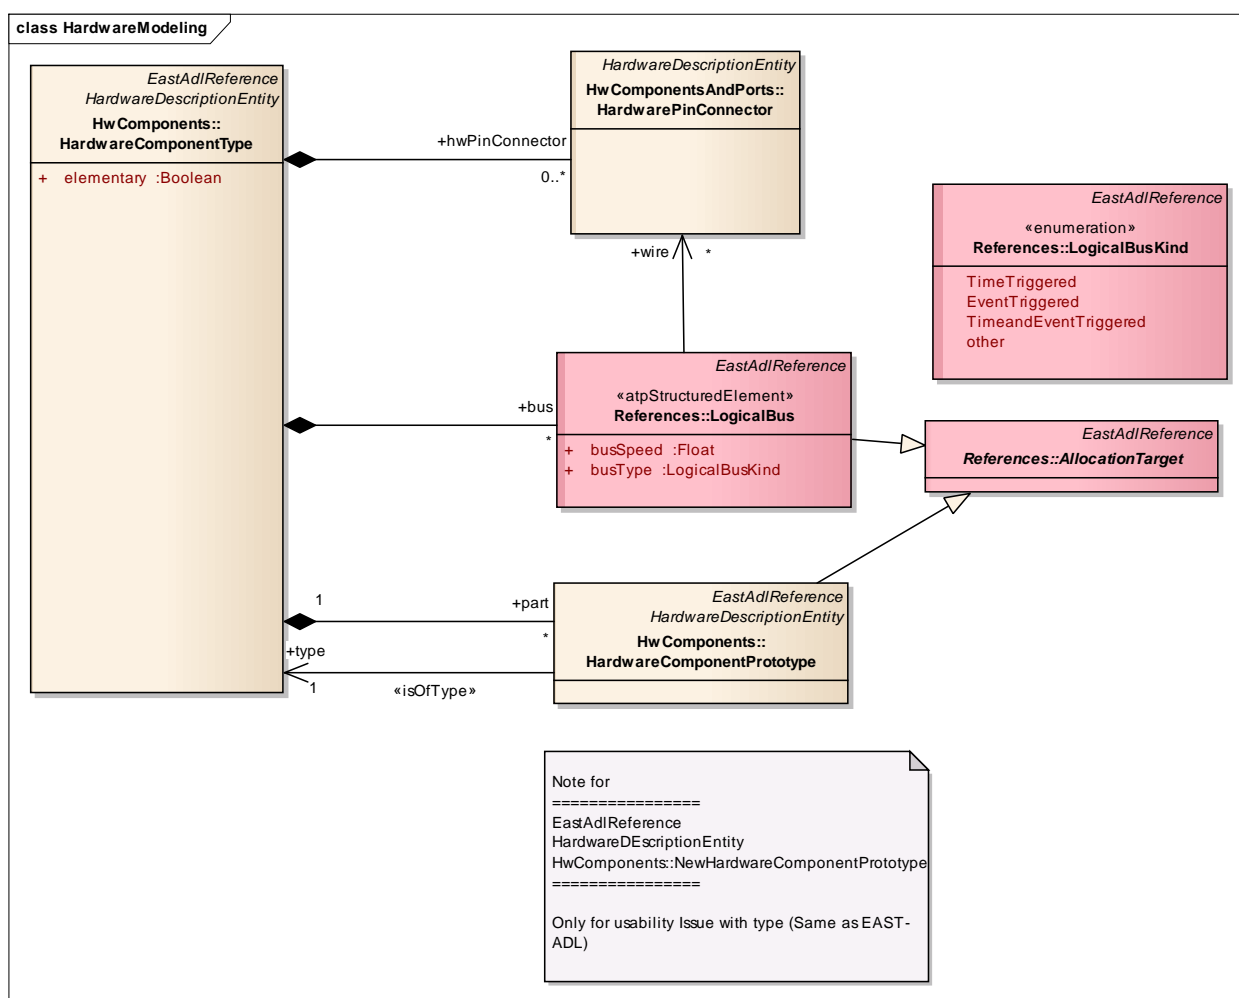 class HardwareModeling
EastAdlReference
HardwareDescriptionEntity
HwComponents::
HardwareComponentType
+ elementary :Boolean
HardwareDescriptionEntity
HwComponentsAndPorts::
HardwarePinConnector
+hwPinConnector
0..*
+wire *
EastAdlReference
«enumeration»
References::LogicalBusKind
TimeTriggered
EventTriggered
TimeandEventTriggered
other
+bus
*
EastAdlReference
«atpStructuredElement»
References::LogicalBus
+ busSpeed :Float
+ busType :LogicalBusKind
EastAdlReference
References::AllocationTarget
1
+part
*
+type
1
«isOfType»
EastAdlReference
HardwareDescriptionEntity
HwComponents::
HardwareComponentPrototype
Note for
================
EastAdlReference
HardwareDEscriptionEntity
HwComponents::NewHardwareComponentPrototype
================
Only for usability Issue with type (Same as EAST-
ADL)